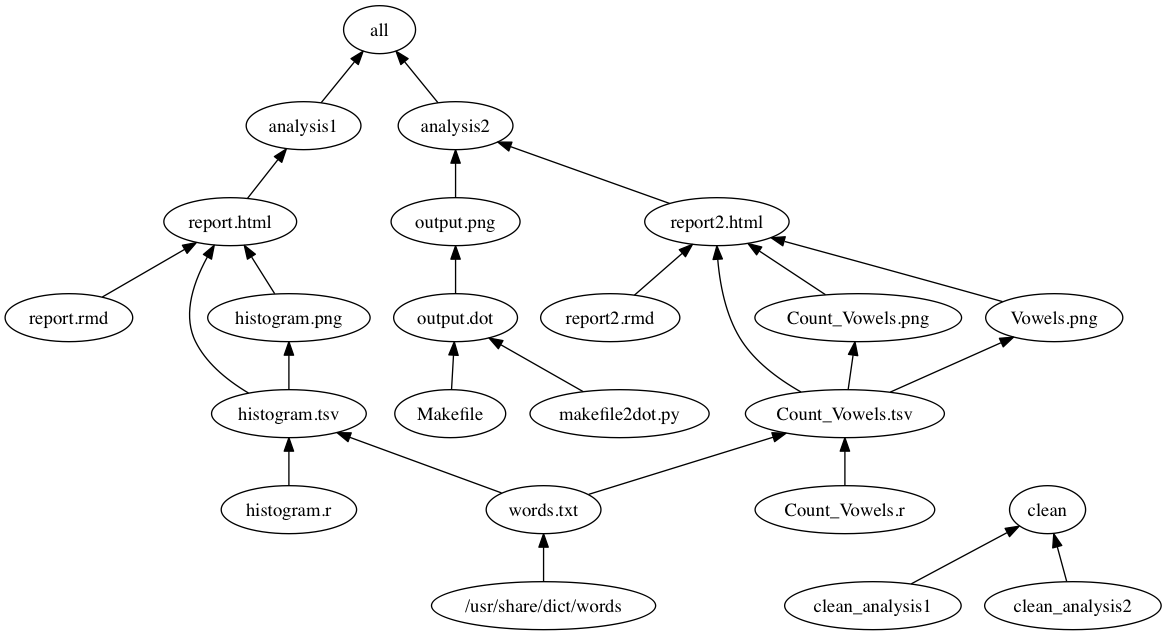 all
analysis1
analysis2
report.html
output.png
report2.html
report.rmd
histogram.png
output.dot
report2.rmd
Count_Vowels.png
Vowels.png
histogram.tsv
Makefile
makefile2dot.py
Count_Vowels.tsv
histogram.r
words.txt
Count_Vowels.r
clean
/usr/share/dict/words
clean_analysis1
clean_analysis2